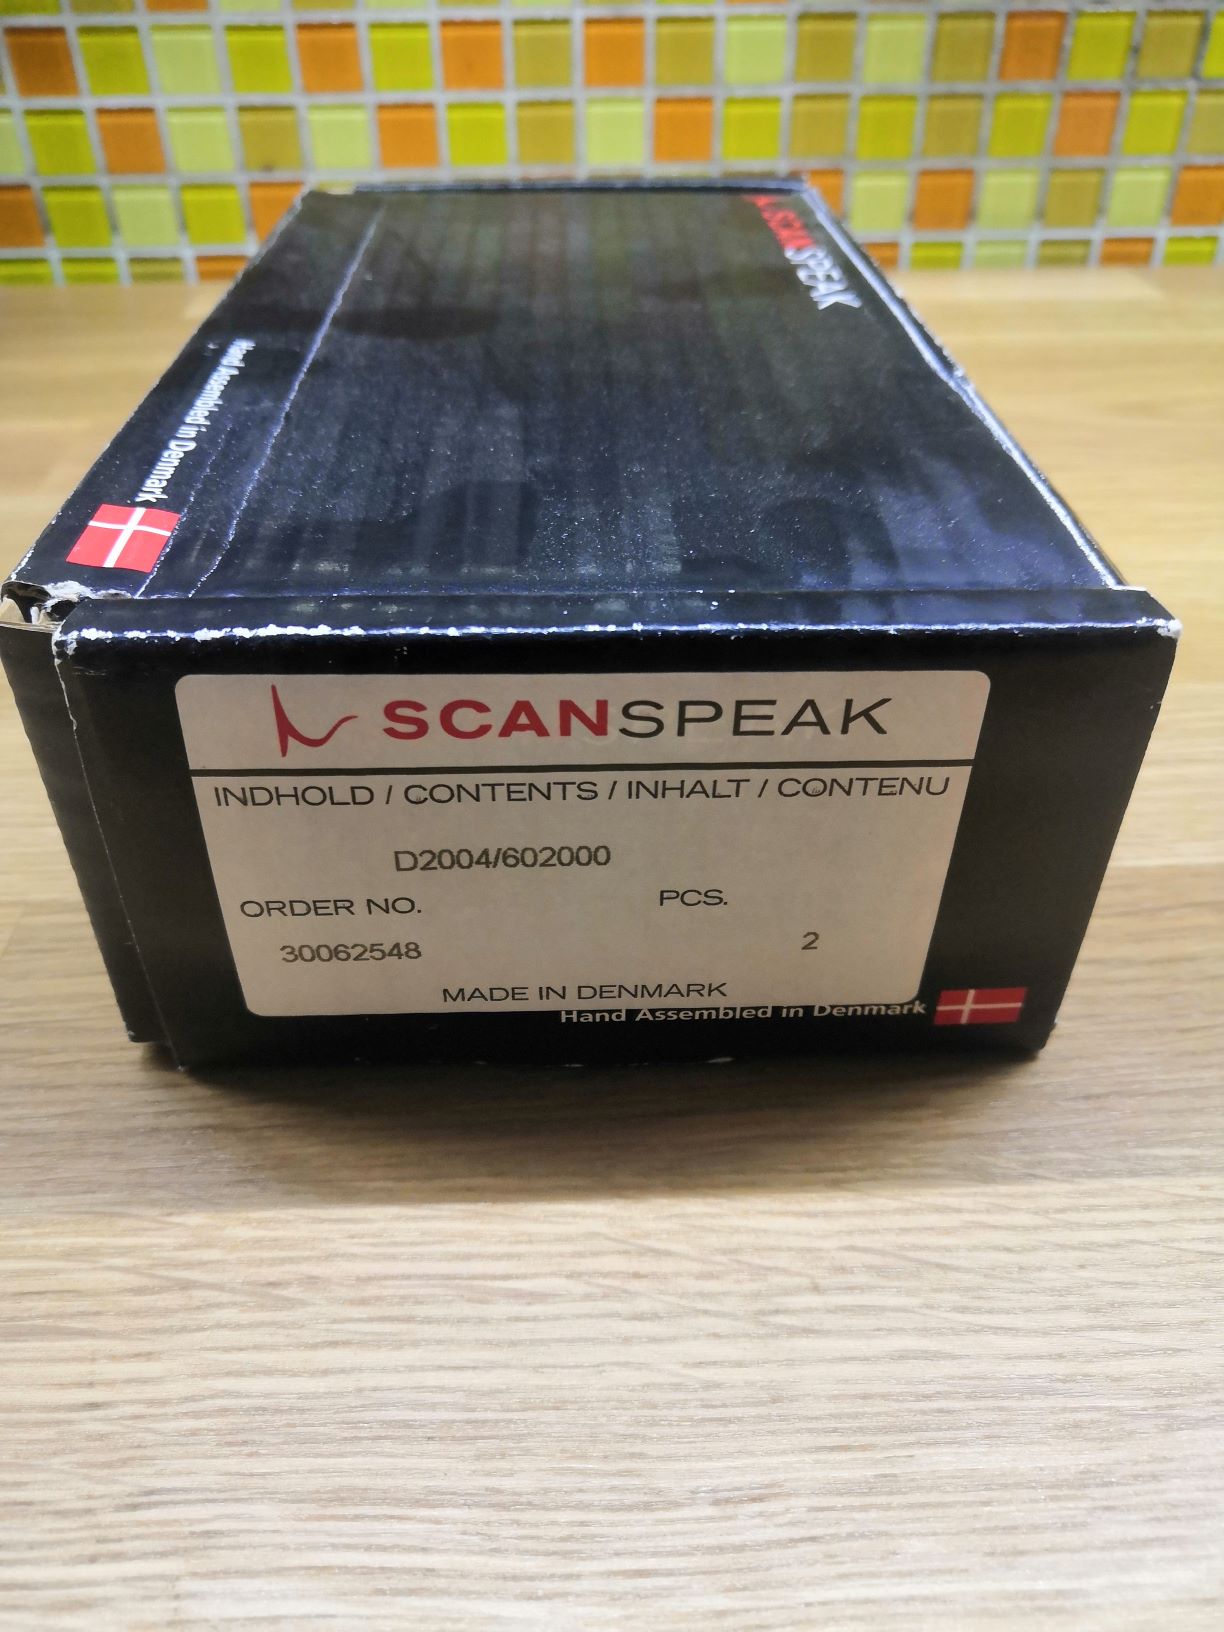 SCANSPEAK
Hand Assembled in Denmark
SCANSPEAK
INDHOLD / CONTENTS / INHALT / CONTENU
D2004/602000
ORDER NO. PCS.
30062548 2
MADE IN DENMARK
Hand Assembled in Denmark